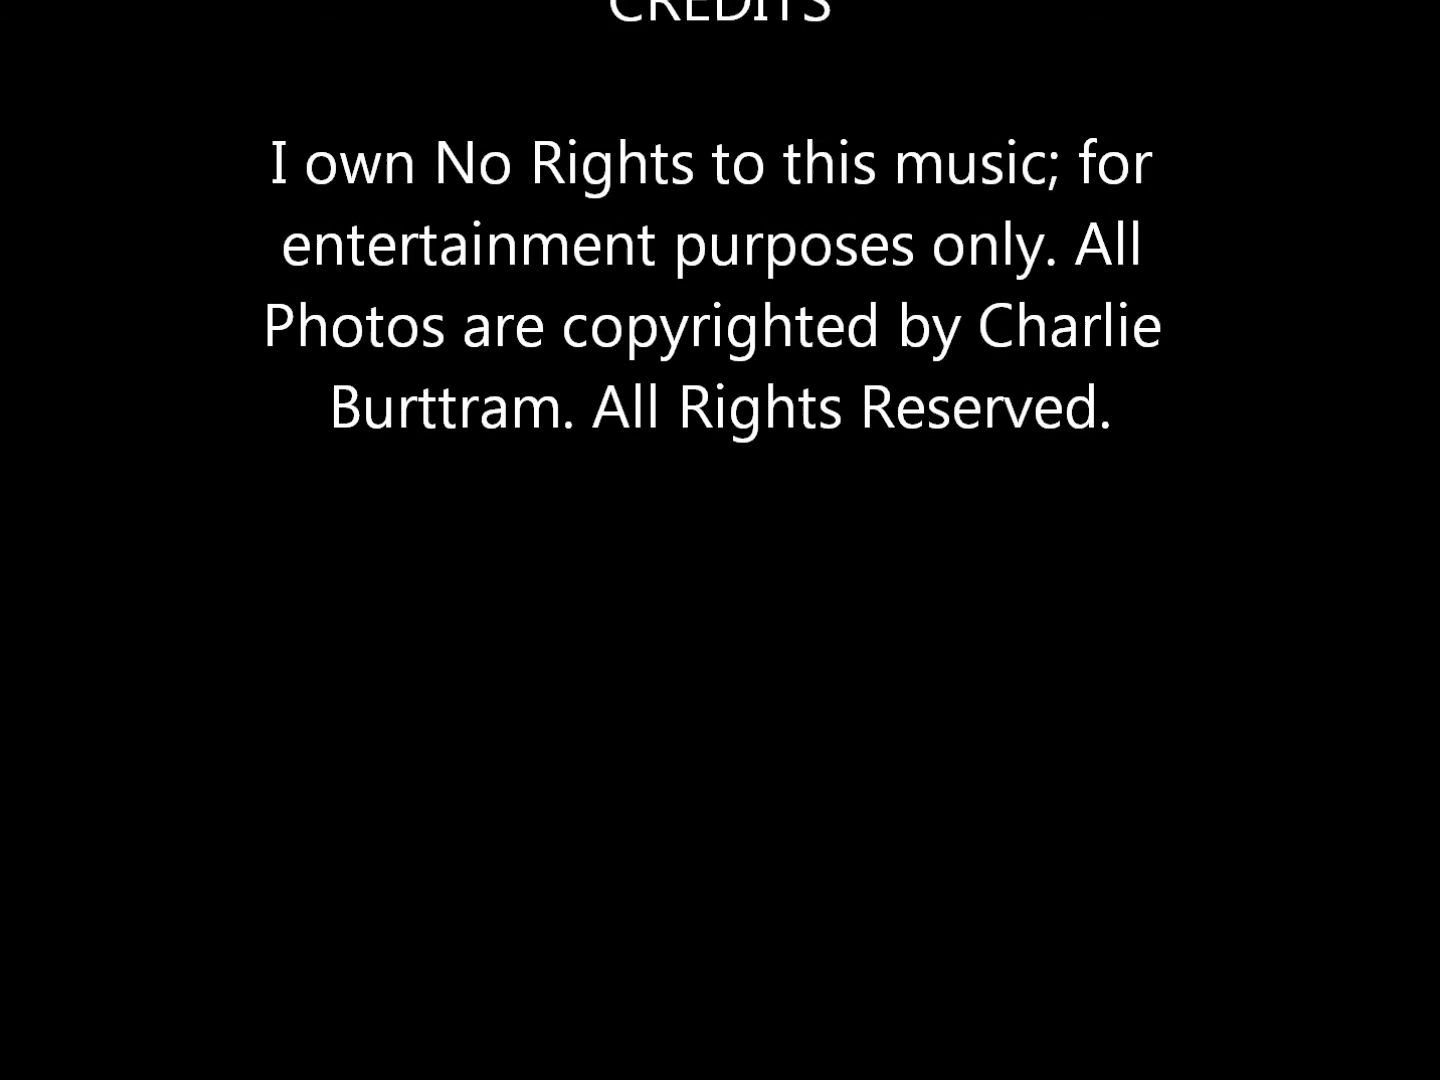 CREDITS
I own No Rights to this music; for
entertainment purposes only. All
Photos are copyrighted by Charlie
Burttram. All Rights Reserved.